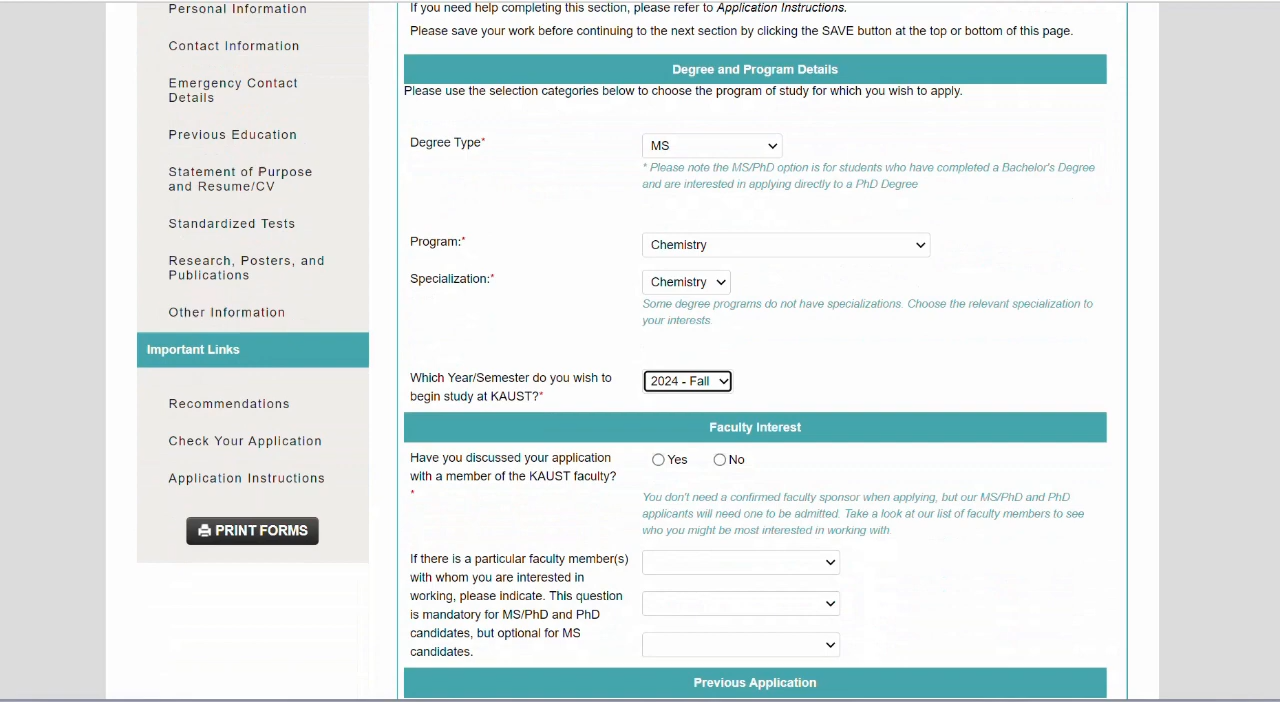 Personal Information
Contact Information
Emergency Contact
Details
Previous Education
Statement of Purpose
and Resume/CV
Standardized Tests
Research, Posters, and
Publications
Other Information
Important Links
Recommendations
Check Your Application
Application Instructions
PRINT FORMS
If you need help completing this section, please refer to Application Instructions.
Please save your work before continuing to the next section by clicking the SAVE button at the top or bottom of this page.
Degree and Program Details
Please use the selection categories below to choose the program of study for which you wish to apply.
Degree Type*
MS
* Please note the MS/PhD option is for students who have completed a Bachelor's Degree
and are interested in applying directly to a PhD Degree
Program:*
Chemistry
Specialization:*
Chemistry
Some degree programs do not have specializations. Choose the relevant specialization to
your interests.
Which Year/Semester do you wish to
begin study at KAUST?*
2024 - Fall
Faculty Interest
Have you discussed your application
with a member of the KAUST faculty?
*
Yes No
You don't need a confirmed faculty sponsor when applying, but our MS/PhD and PhD
applicants will need one to be admitted. Take a look at our list of faculty members to see
who you might be most interested in working with
If there is a particular faculty member(s)
with whom you are interested in
working, please indicate. This question
is mandatory for MS/PhD and PhD
candidates, but optional for MS
candidates.
Previous Application